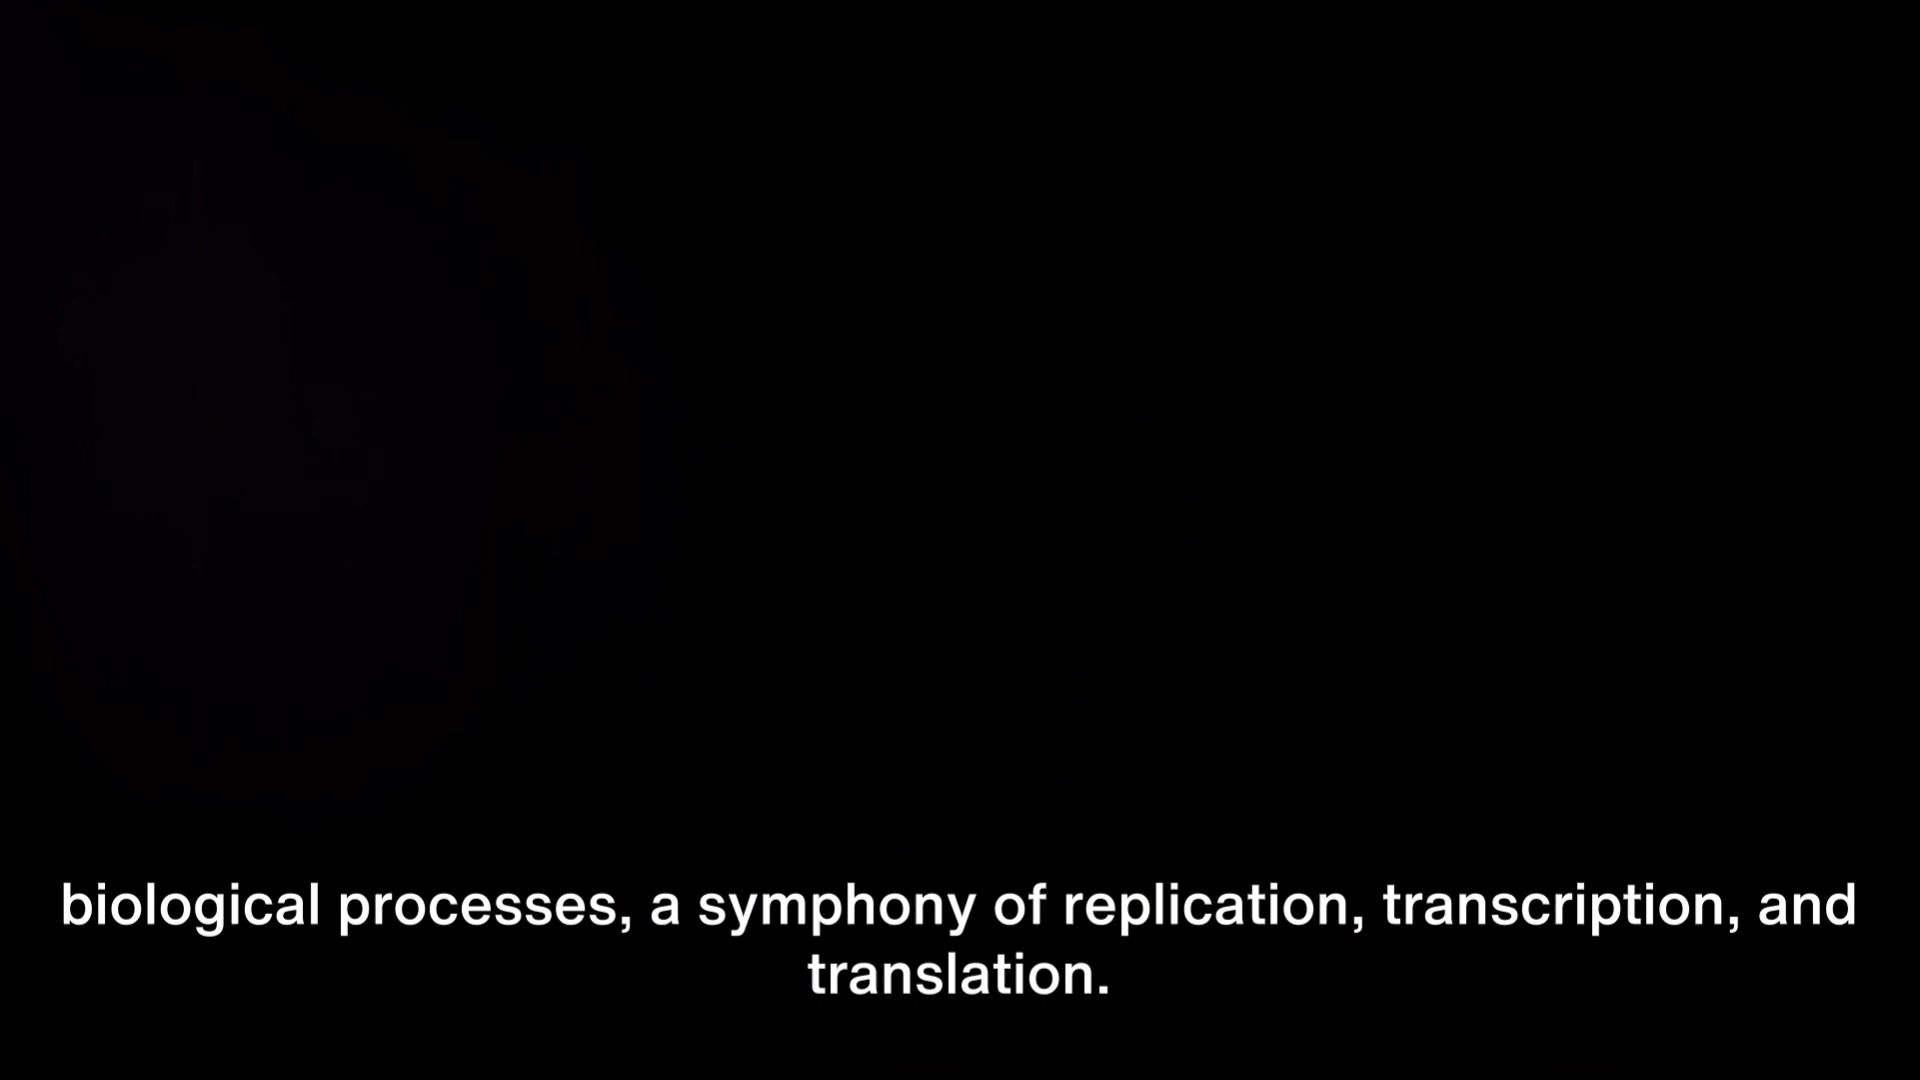 biological processes, a symphony of replication, transcription, and
translation.